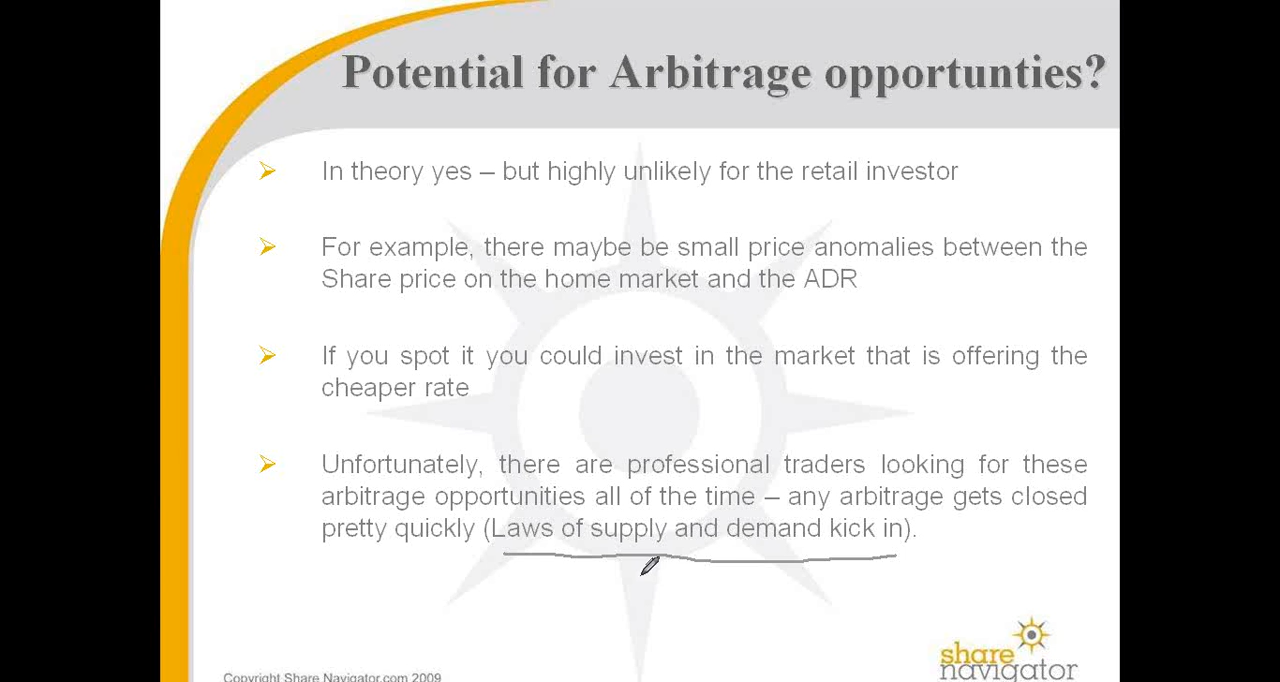 Potential for Arbitrage opportunties?
In theory yes – but highly unlikely for the retail investor
For example, there maybe be small price anomalies between the
Share price on the home market and the ADR
If you spot it you could invest in the market that is offering the
cheaper rate
Unfortunately, there are professional traders looking for these
arbitrage opportunities all of the time – any arbitrage gets closed
pretty quickly (Laws of supply and demand kick in).
share
navigator
Copyright Share Navigator.com 2009